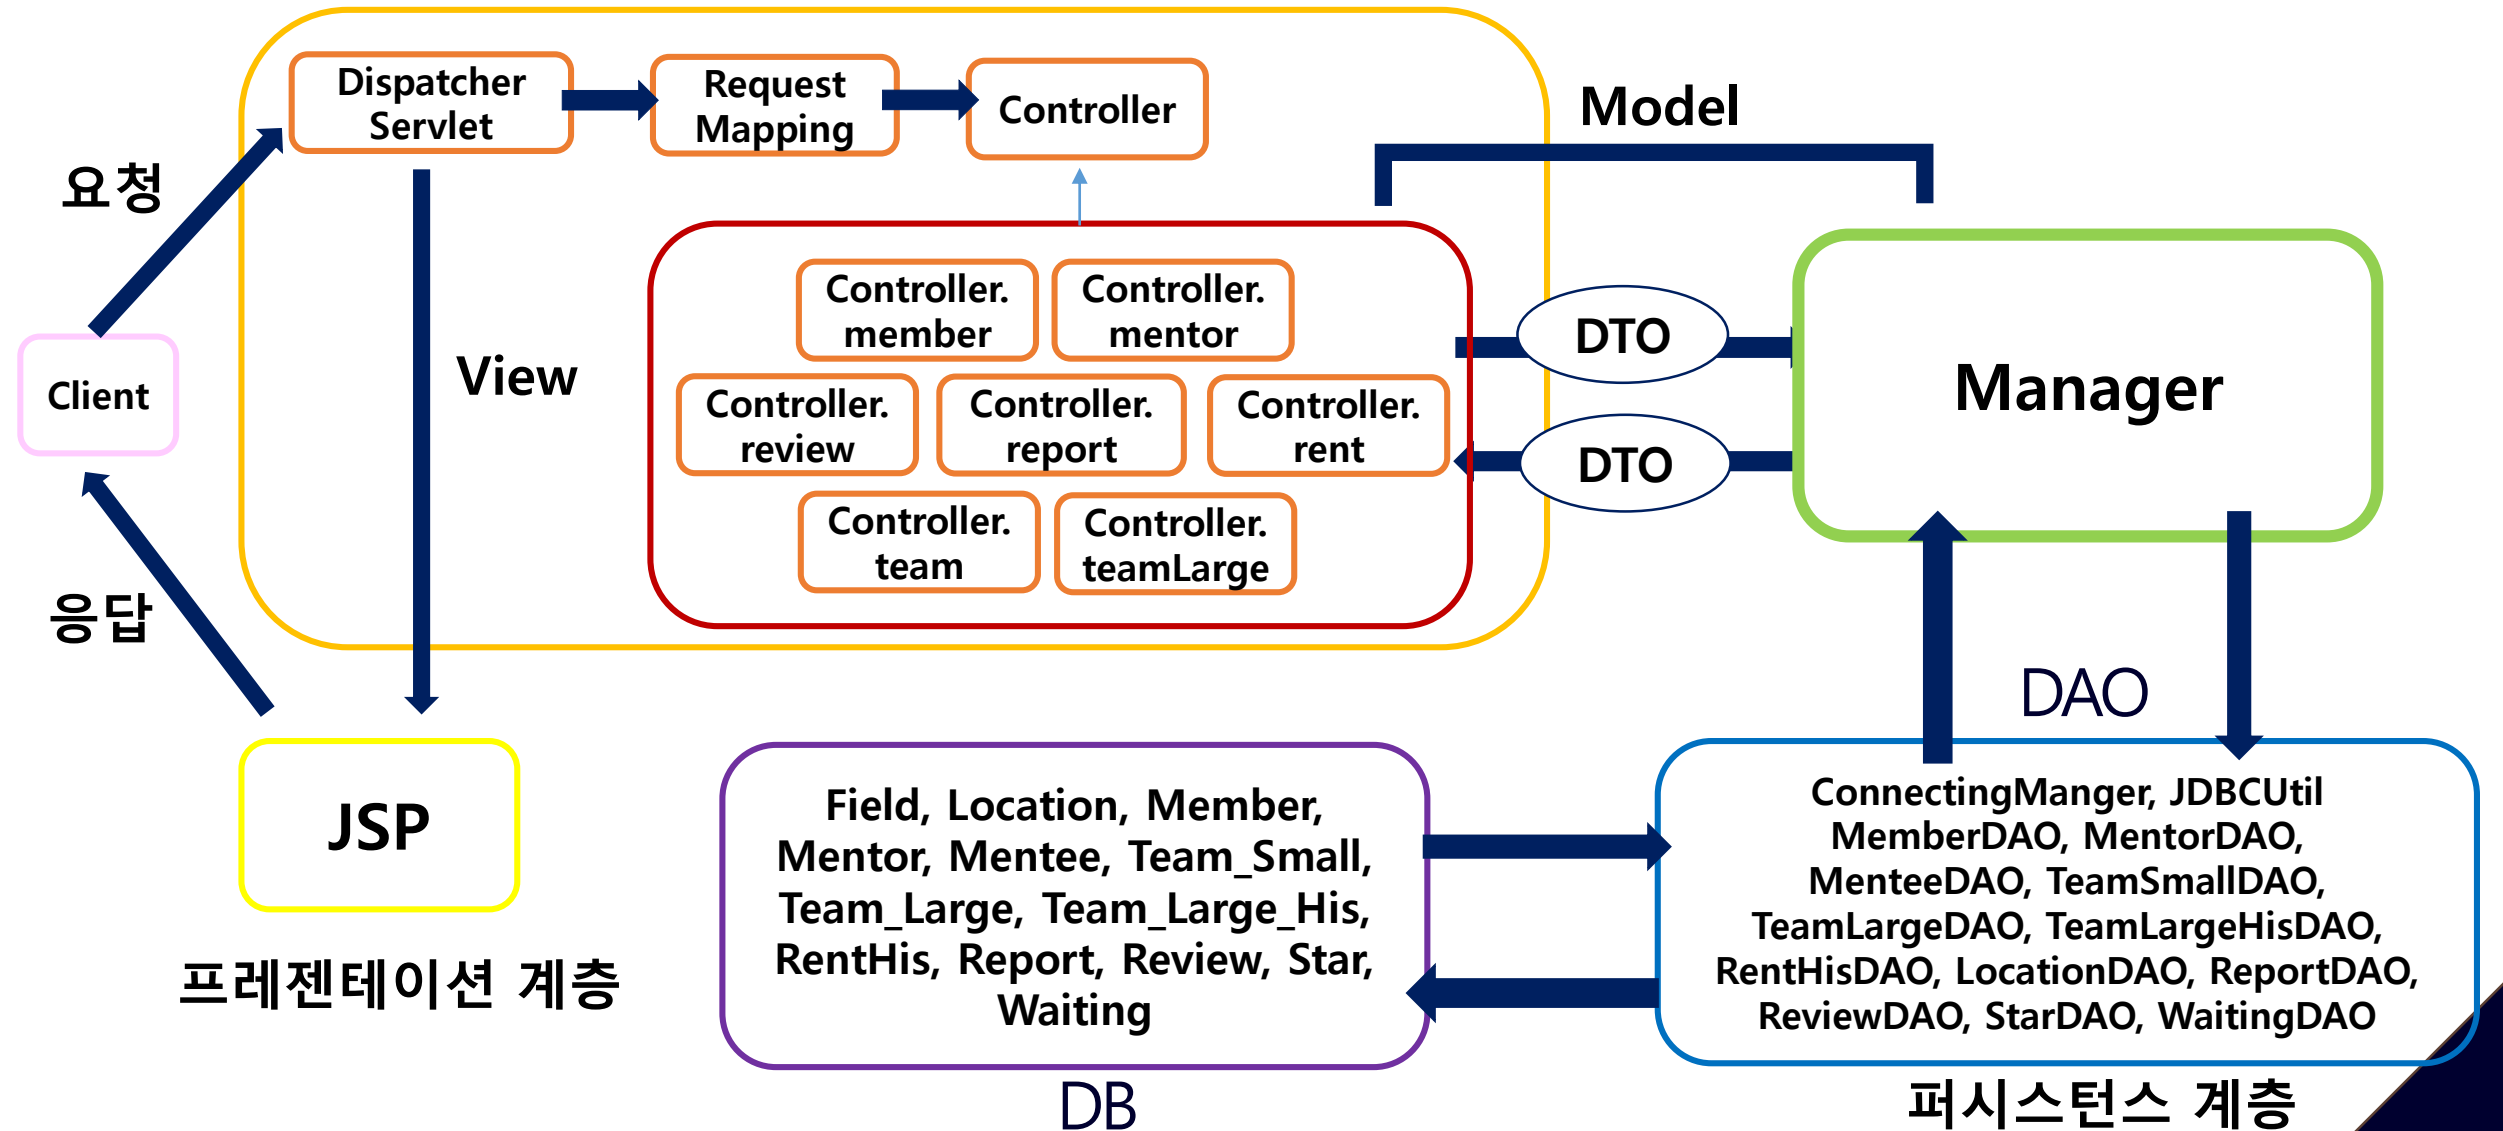 Dispatcher
Servlet
Request
Mapping
Controller
Model
요청
Controller.
member
Controller.
mentor
DTO
Manager
View
Client
Controller.
review
Controller.
report
Controller.
rent
DTO
Controller.
team
Controller.
teamLarge
응답
DAO
JSP
Field, Location, Member,
Mentor, Mentee, Team_Small,
Team_Large, Team_Large_His,
RentHis, Report, Review, Star,
Waiting
ConnectingManger, JDBCUtil
MemberDAO, MentorDAO,
MenteeDAO, TeamSmallDAO,
TeamLargeDAO, TeamLargeHisDAO,
RentHisDAO, LocationDAO, ReportDAO,
ReviewDAO, StarDAO, WaitingDAO
프레젠테이션 계층
DB
퍼시스턴스 계층